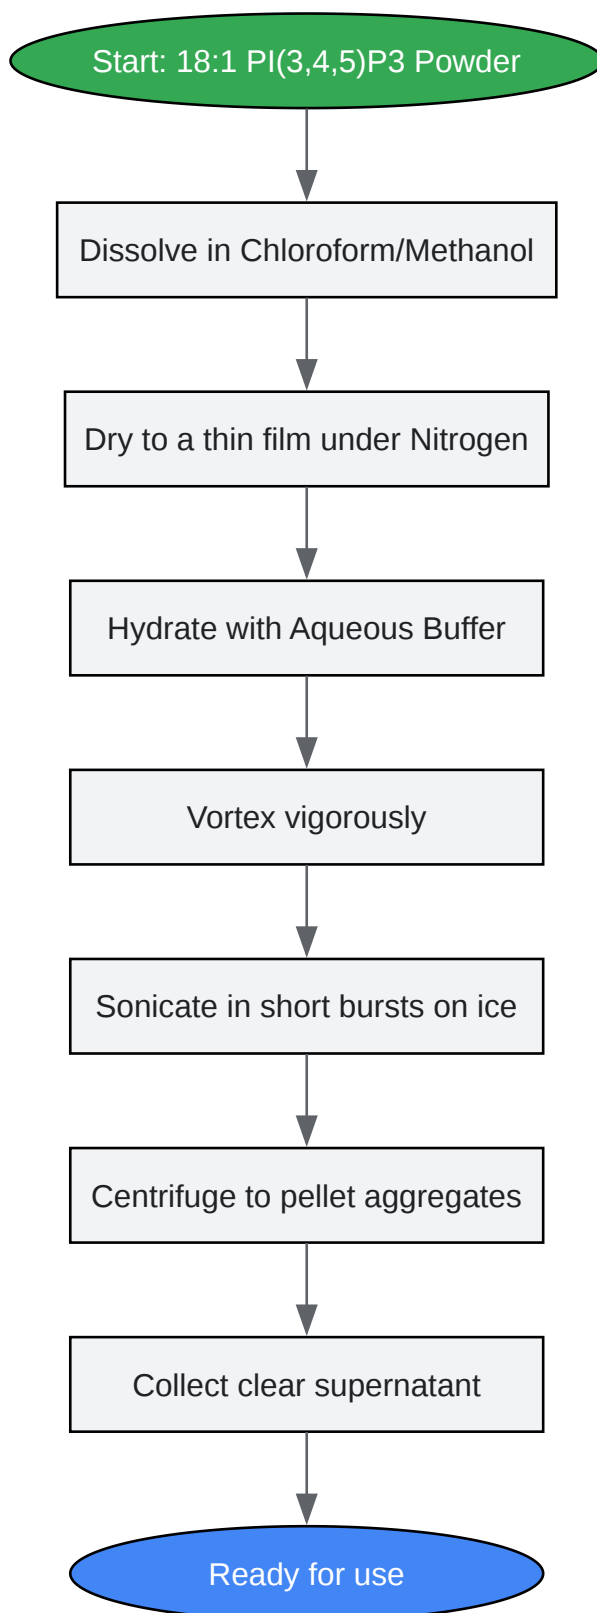 Start: 18:1 PI(3,4,5)P3 Powder
Dissolve in Chloroform/Methanol
Dry to a thin film under Nitrogen
Hydrate with Aqueous Buffer
Vortex vigorously
Sonicate in short bursts on ice
Centrifuge to pellet aggregates
Collect clear supernatant
Ready for use